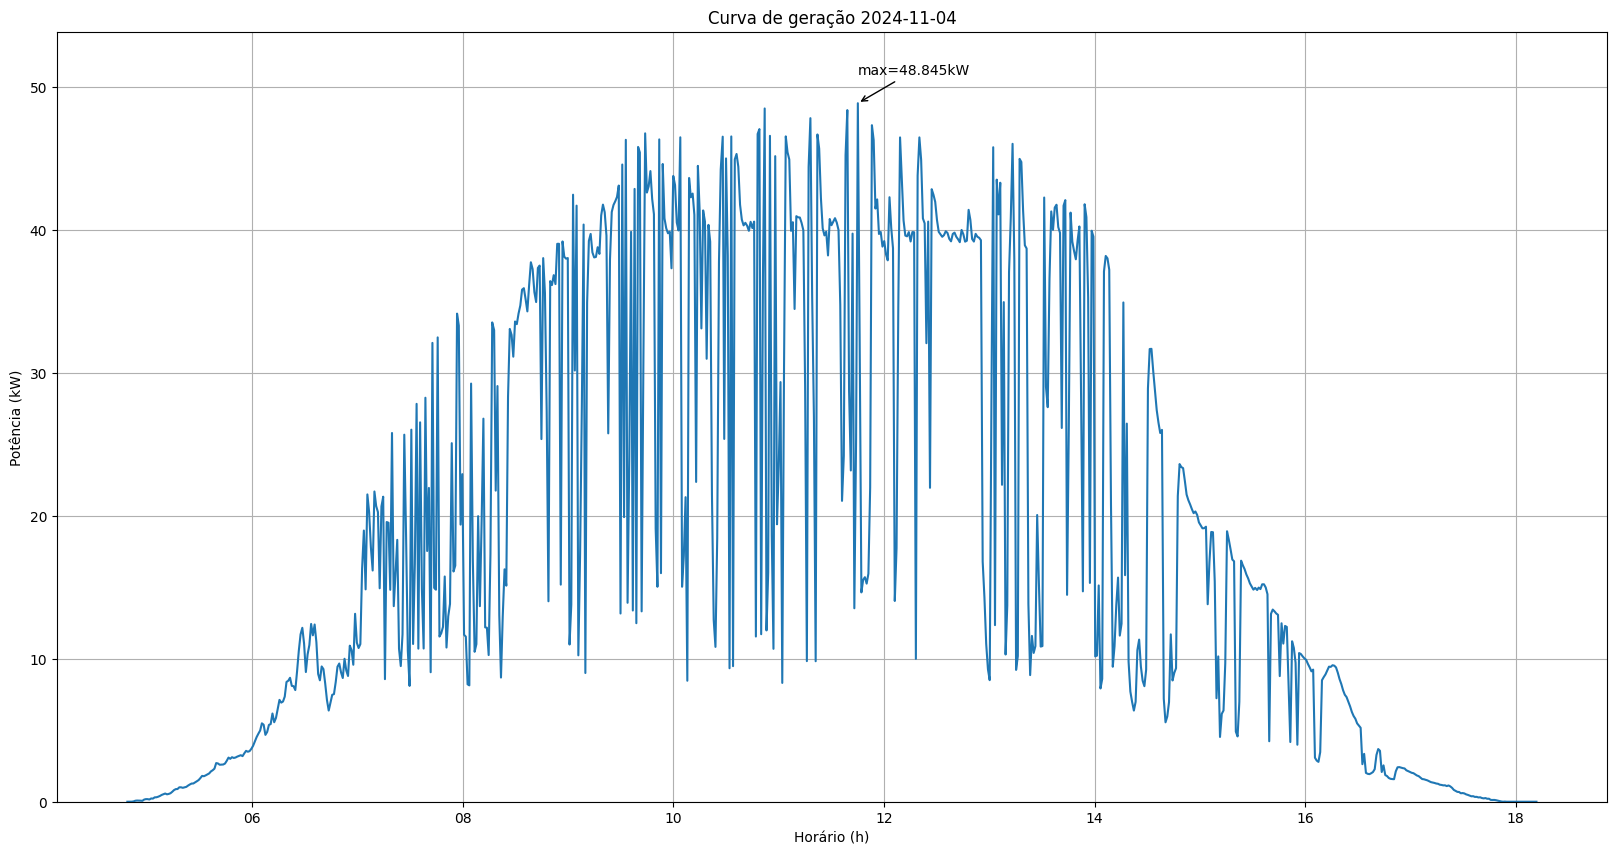 Curva de geração 2024-11-04
max=48.845kW
Potência (kW)
50
40
30
20
10
0
06 08 10 12 14 16 18
Horário (h)